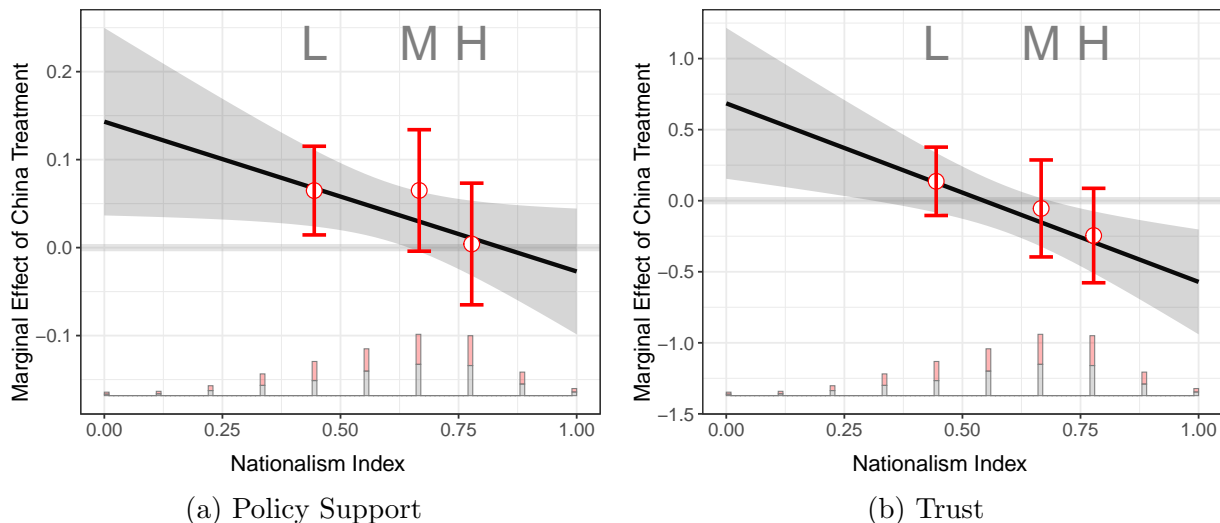 L M H
0.2
0.1
0.0
−0.1
Marginal Effect of China Treatment
0.00 0.25 0.50 0.75 1.00
Nationalism Index
(a) Policy Support
L M H
1.0
0.5
0.0
−0.5
−1.0
−1.5
Marginal Effect of China Treatment
0.00 0.25 0.50 0.75 1.00
Nationalism Index
(b) Trust